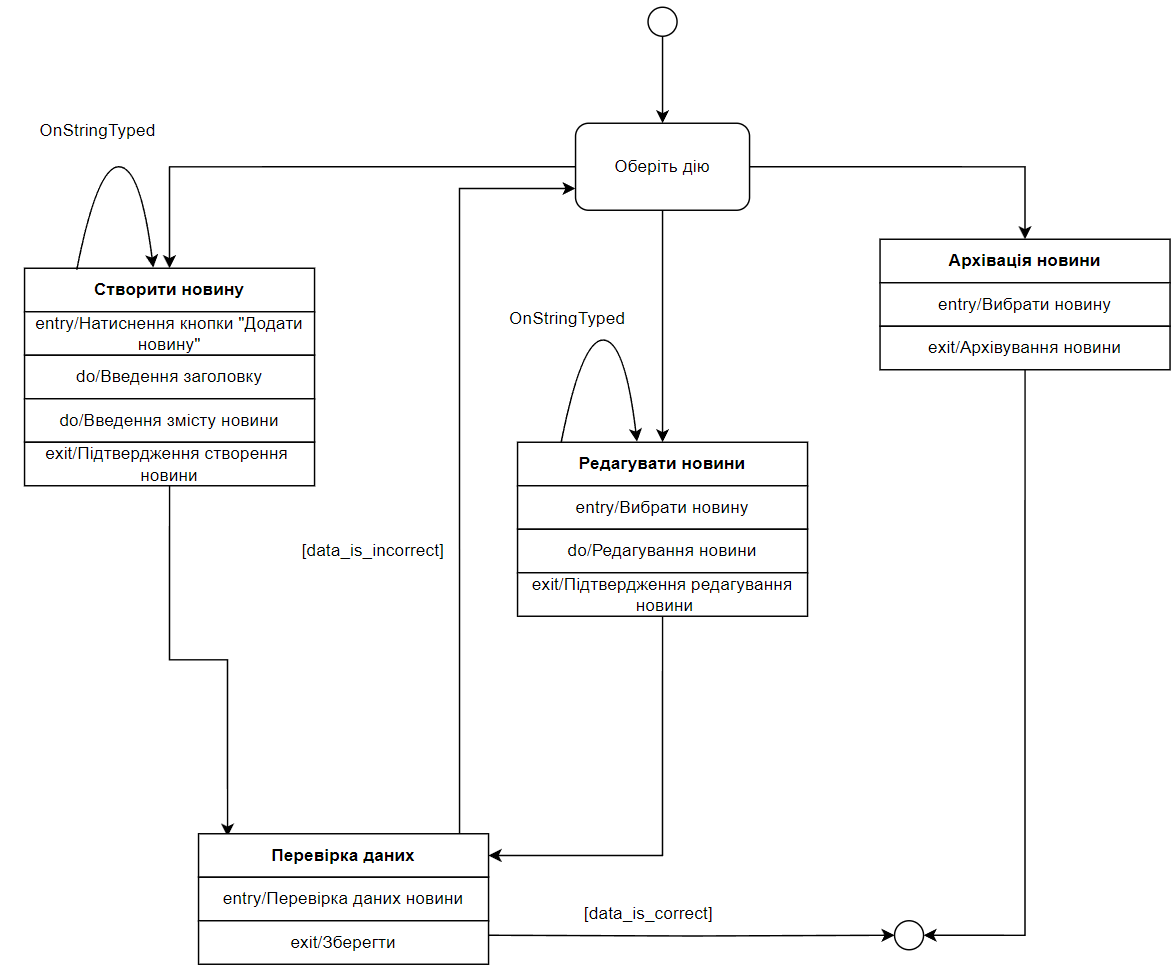 OnStringTyped
Оберіть дію
Створити новину
entry/Натиснення кнопки "Додати
новину"
do/Введення заголовку
do/Введення змісту новини
exit/Підтвердження створення
новини
Архівація новини
entry/Вибрати новину
exit/Архівування новини
OnStringTyped
Редагувати новини
entry/Вибрати новину
do/Редагування новини
exit/Підтвердження редагування
новини
[data_is_incorrect]
Перевірка даних
entry/Перевірка даних новини
exit/Зберегти
[data_is_correct]